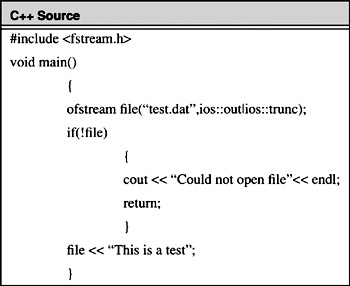 C++ Source
#include <fstream.h>
void main()
{
ofstream file(“test.dat”,ios::out|ios::trunc);
if(!file)
{
cout << “Could not open file”<< endl;
return;
}
file << “This is a test”;
}